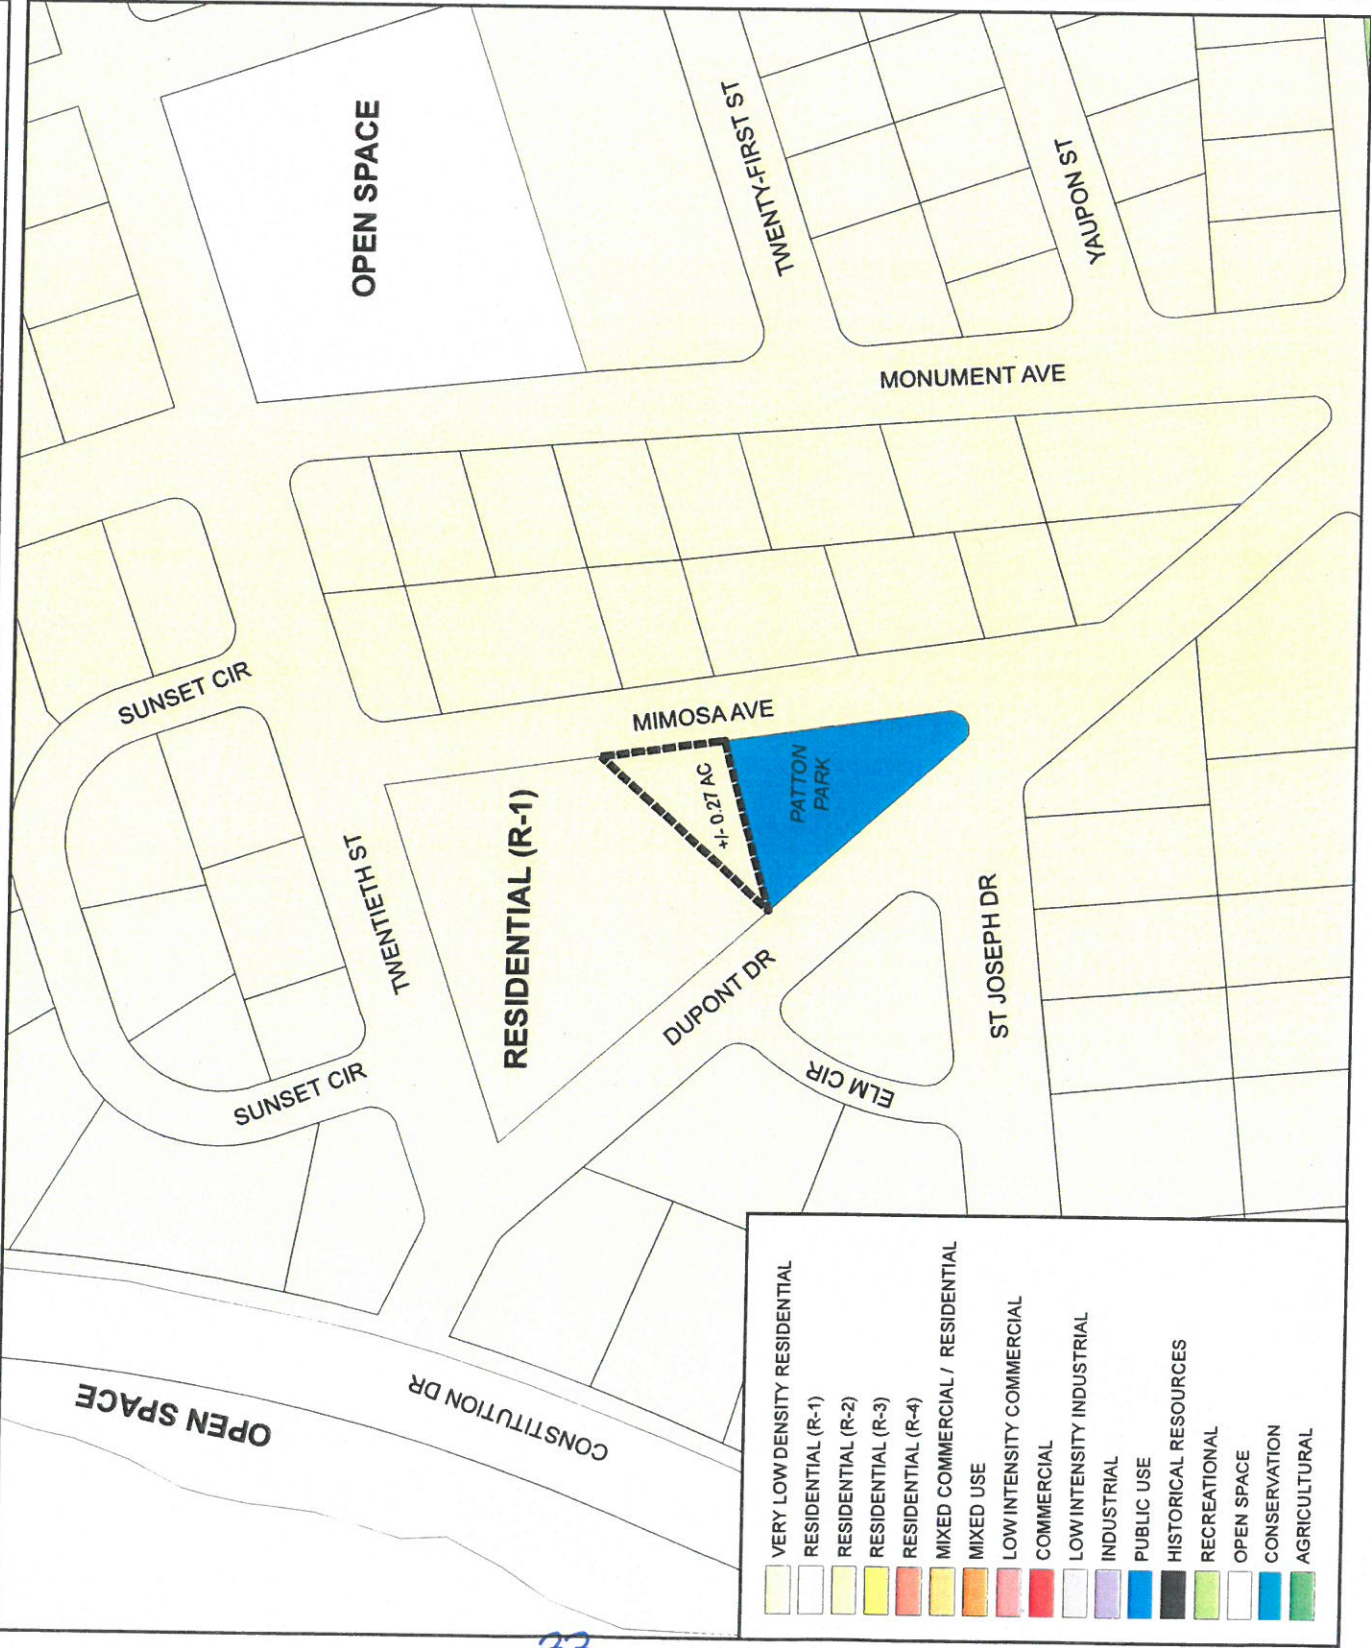 OPEN SPACE
TWENTY-FIRST ST
YAUPON ST
MONUMENT AVE
SUNSET CIR
MIMOSA AVE
TWENTIETH ST
RESIDENTIAL (R-1)
+/- 0.27 AC
PATTON
PARK
DUPONT DR
ST JOSEPH DR
ELM CIR
SUNSET CIR
CONSTITUTION DR
OPEN SPACE
VERY LOW DENSITY RESIDENTIAL
RESIDENTIAL (R-1)
RESIDENTIAL (R-2)
RESIDENTIAL (R-3)
RESIDENTIAL (R-4)
MIXED COMMERCIAL / RESIDENTIAL
MIXED USE
LOW INTENSITY COMMERCIAL
COMMERCIAL
LOW INTENSITY INDUSTRIAL
INDUSTRIAL
PUBLIC USE
HISTORICAL RESOURCES
RECREATIONAL
OPEN SPACE
CONSERVATION
AGRICULTURAL